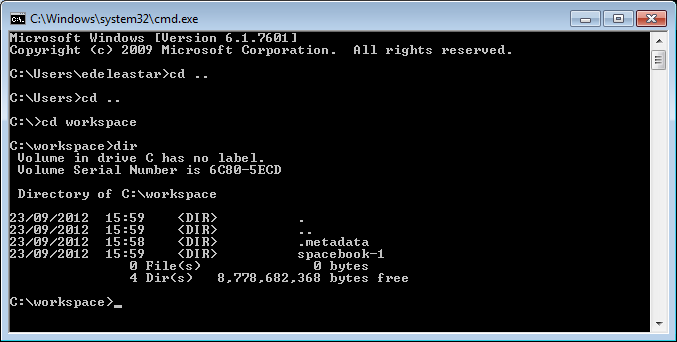 C:\Windows\system32\cmd.exe
Microsoft Windows [Version 6.1.7601]
Copyright (c) 2009 Microsoft Corporation.  All rights reserved.
C:\Users\edeleastar>cd ..
C:\Users>cd ..
C:\>cd workspace
C:\workspace>dir
 Volume in drive C has no label.
 Volume Serial Number is 6C80-5ECD
 Directory of C:\workspace
23/09/2012  15:59    <DIR>          .
23/09/2012  15:59    <DIR>          ..
23/09/2012  15:58    <DIR>          .metadata
23/09/2012  15:59    <DIR>          spacebook-1
               0 File(s)              0 bytes
               4 Dir(s)   8,778,682,368 bytes free
C:\workspace>_